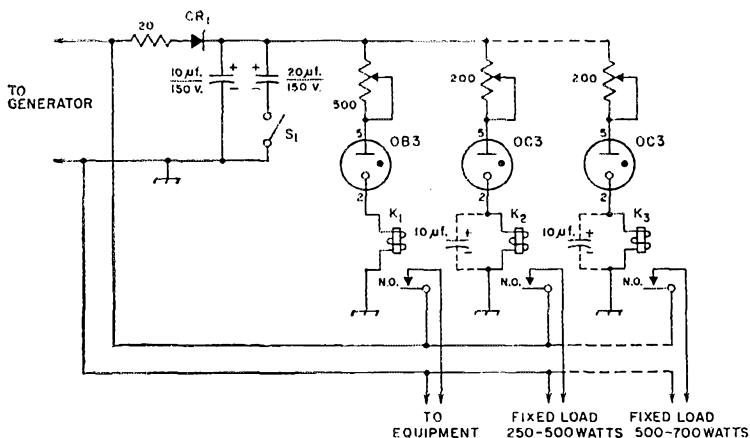 20
CR1
10 µf.
150 V.
20 µf.
150 V.
TO
GENERATOR
S1
500
200
200
5
5
5
OB3
OC3
OC3
2
2
2
K1
K2
K3
10 µf.
10 µf.
N.O.
N.O.
N.O.
TO
EQUIPMENT
FIXED LOAD
250-500 WATTS
FIXED LOAD
500-700 WATTS